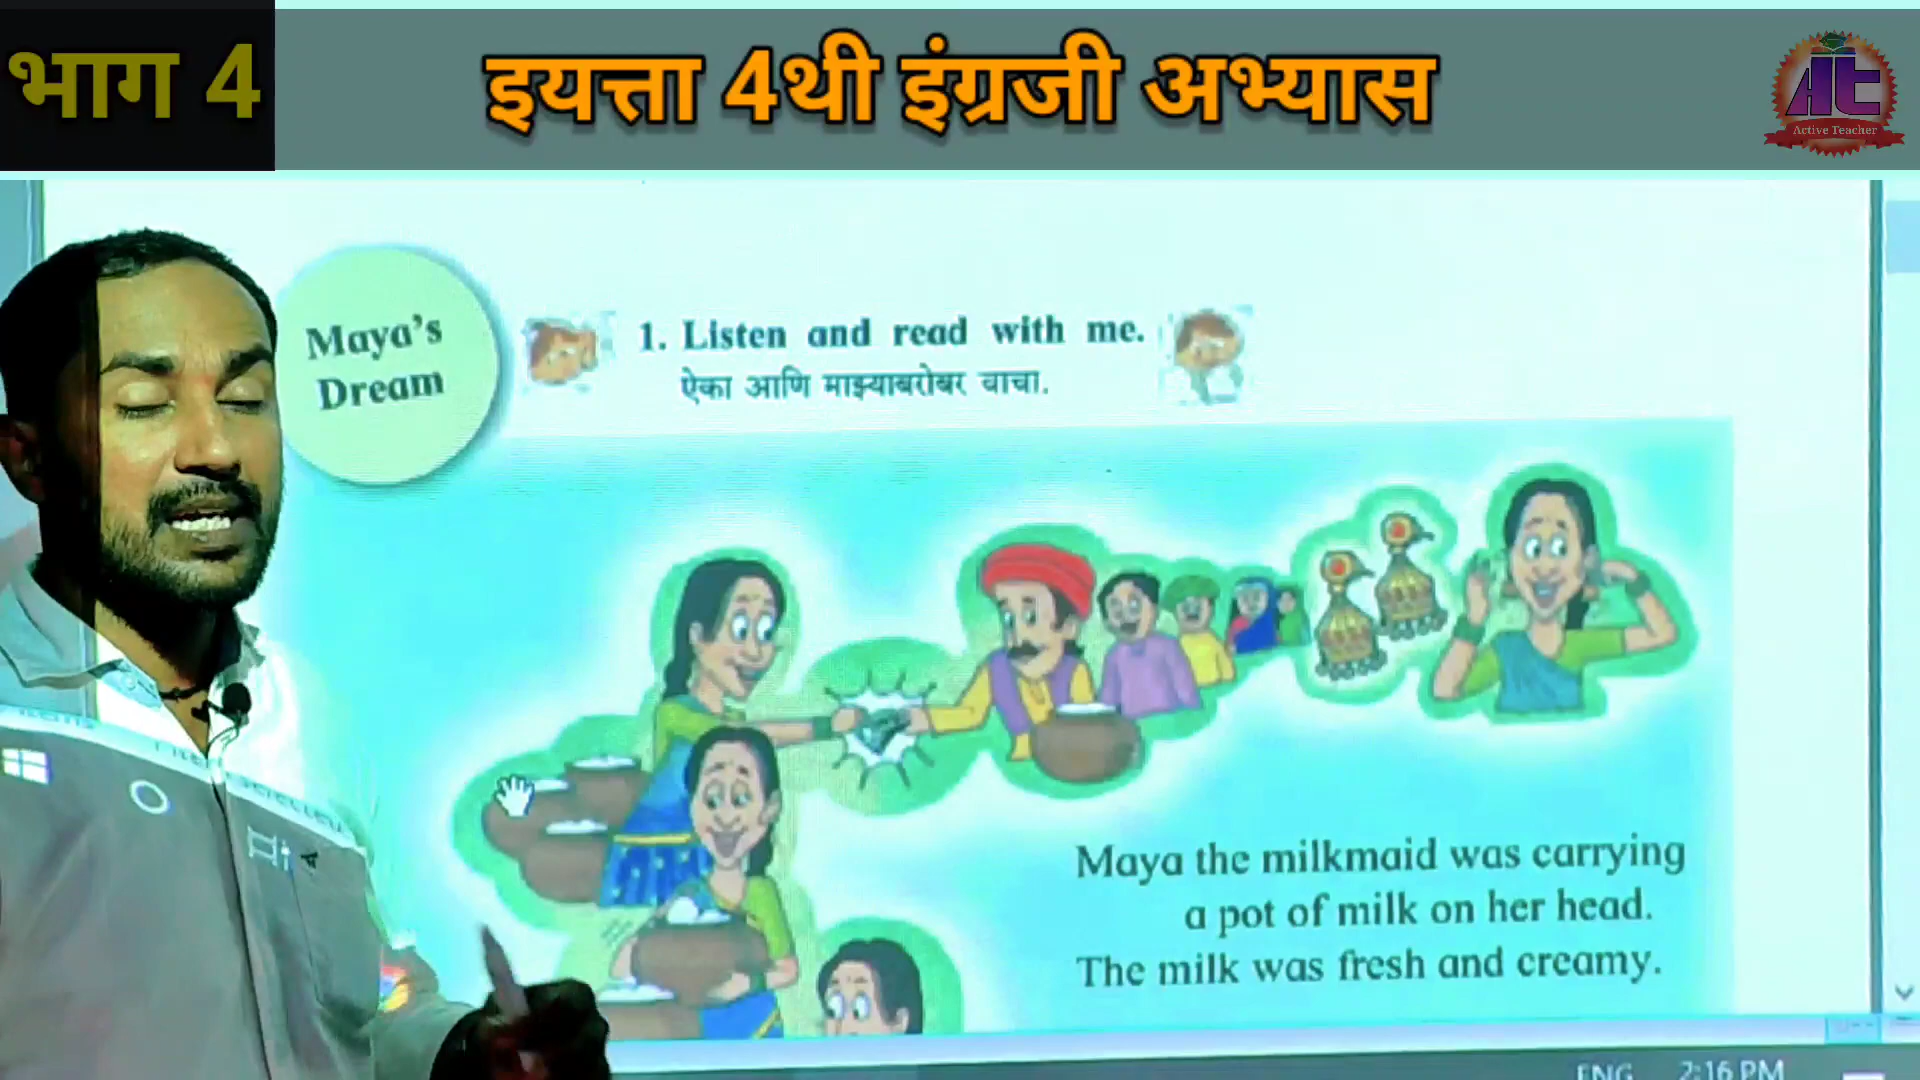 भाग 4
इयत्ता 4थी इंग्रजी अभ्यास
At
Active Teacher
Maya's
Dream
1. Listen and read with me.
ऐका आणि माझ्याबरोबर वाचा.
Maya the milkmaid was carrying
a pot of milk on her head.
The milk was fresh and creamy.
ENG 2:16 PM